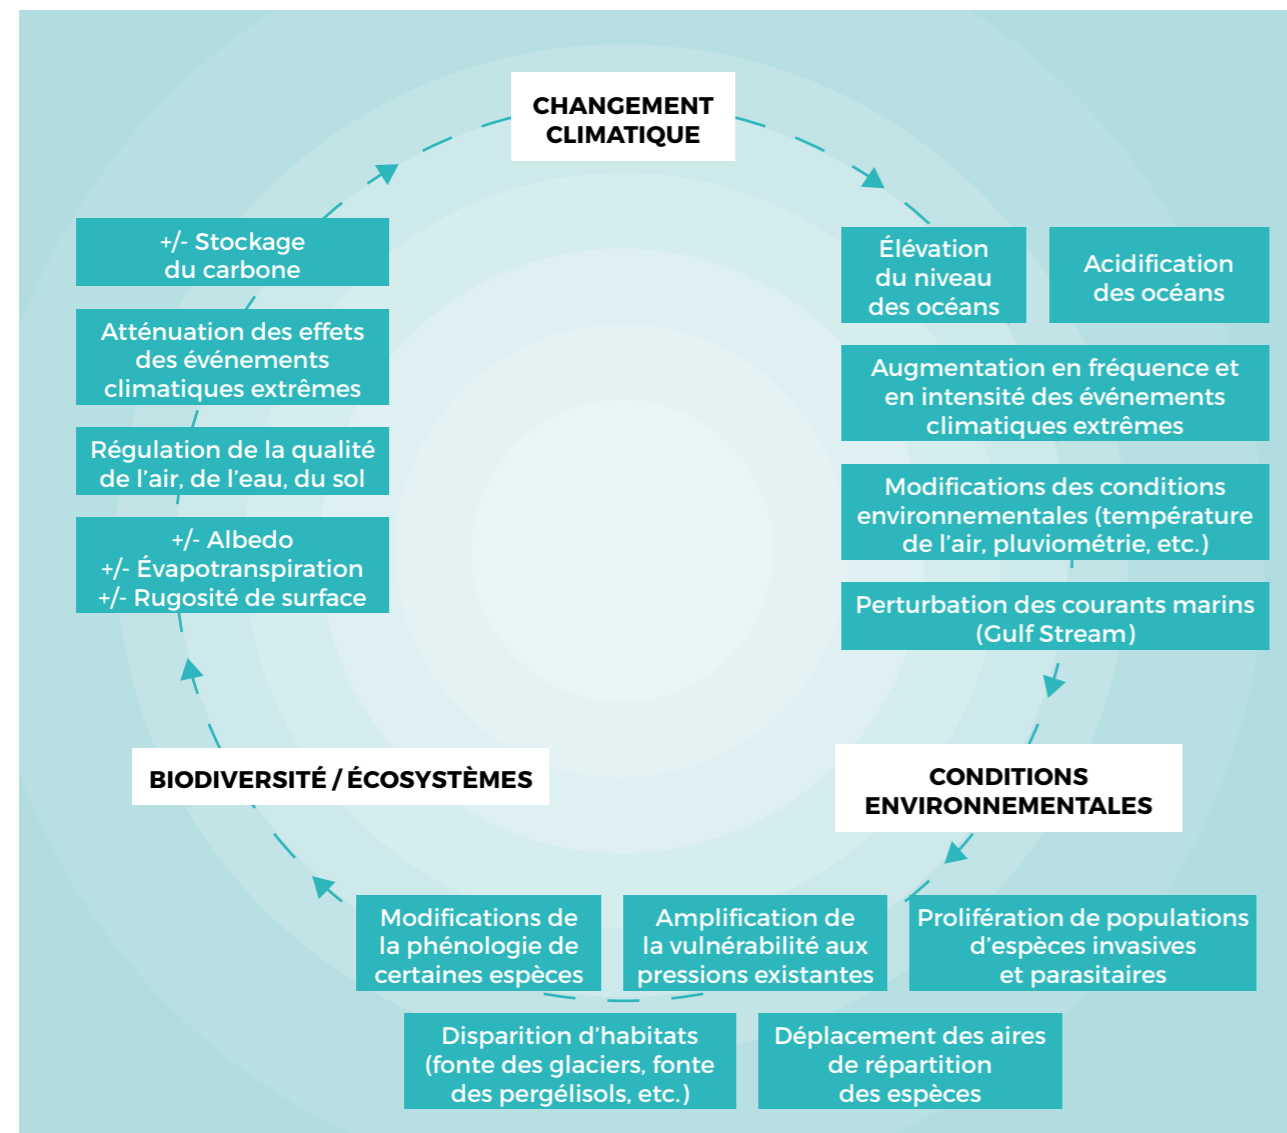 CHANGEMENT
CLIMATIQUE
+/- Stockage
du carbone
Atténuation des effets
des événements
climatiques extrêmes
Régulation de la qualité
de l’air, de l’eau, du sol
+/- Albedo
+/- Évapotranspiration
+/- Rugosité de surface
Élévation
du niveau
des océans
Acidification
des océans
Augmentation en fréquence et
en intensité des événements
climatiques extrêmes
Modifications des conditions
environnementales (température
de l’air, pluviométrie, etc.)
Perturbation des courants marins
(Gulf Stream)
BIODIVERSITÉ / ÉCOSYSTÈMES
CONDITIONS
ENVIRONNEMENTALES
Modifications de
la phénologie de
certaines espèces
Amplification de
la vulnérabilité aux
pressions existantes
Prolifération de populations
d’espèces invasives
et parasitaires
Disparition d’habitats
(fonte des glaciers, fonte
des pergélisols, etc.)
Déplacement des aires
de répartition
des espèces